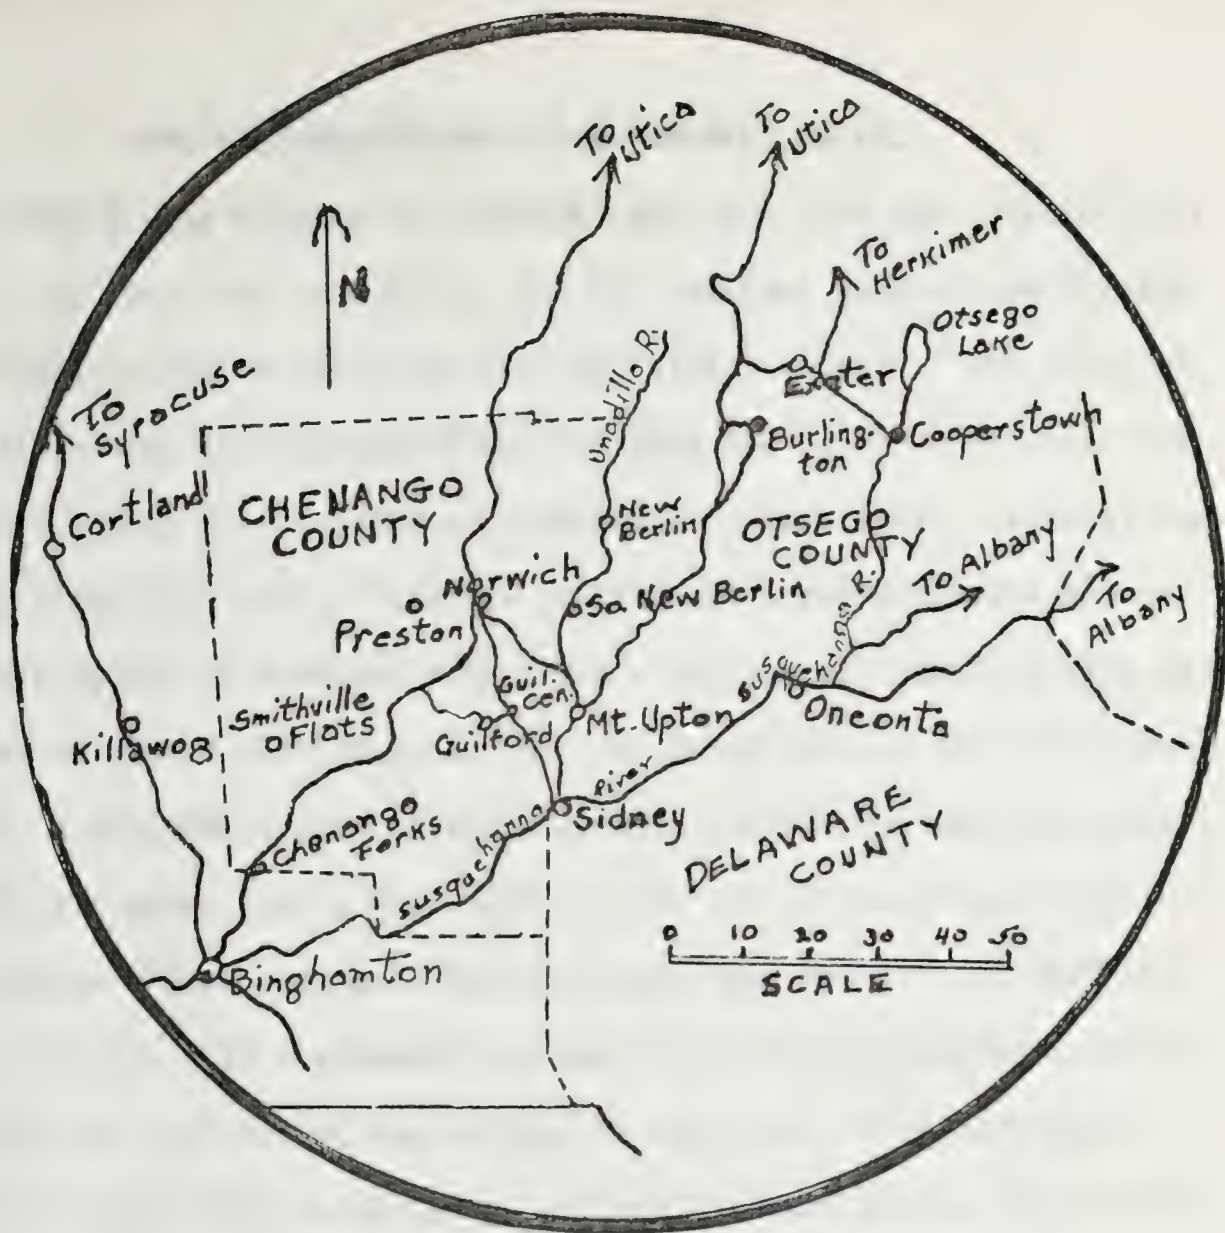 To
Utica
To
Utica
N
To
Herkimer
Otsego
Lake
To
Syracuse
Unadilla R.
Exeter
Burling-
ton
Cooperstown
Cortland
CHENANGO
COUNTY
New
Berlin
OTSEGO
COUNTY
To Albany
To
Albany
Norwich
So. New Berlin
Preston
Susquehanna R.
Guil.
Cen.
Smithville
Flats
Guilford
Mt. Upton
Oneonta
Killawog
River
Sidney
Chenango
Forks
Susquehanna
DELAWARE
COUNTY
Binghamton
0 10 20 30 40 50
SCALE